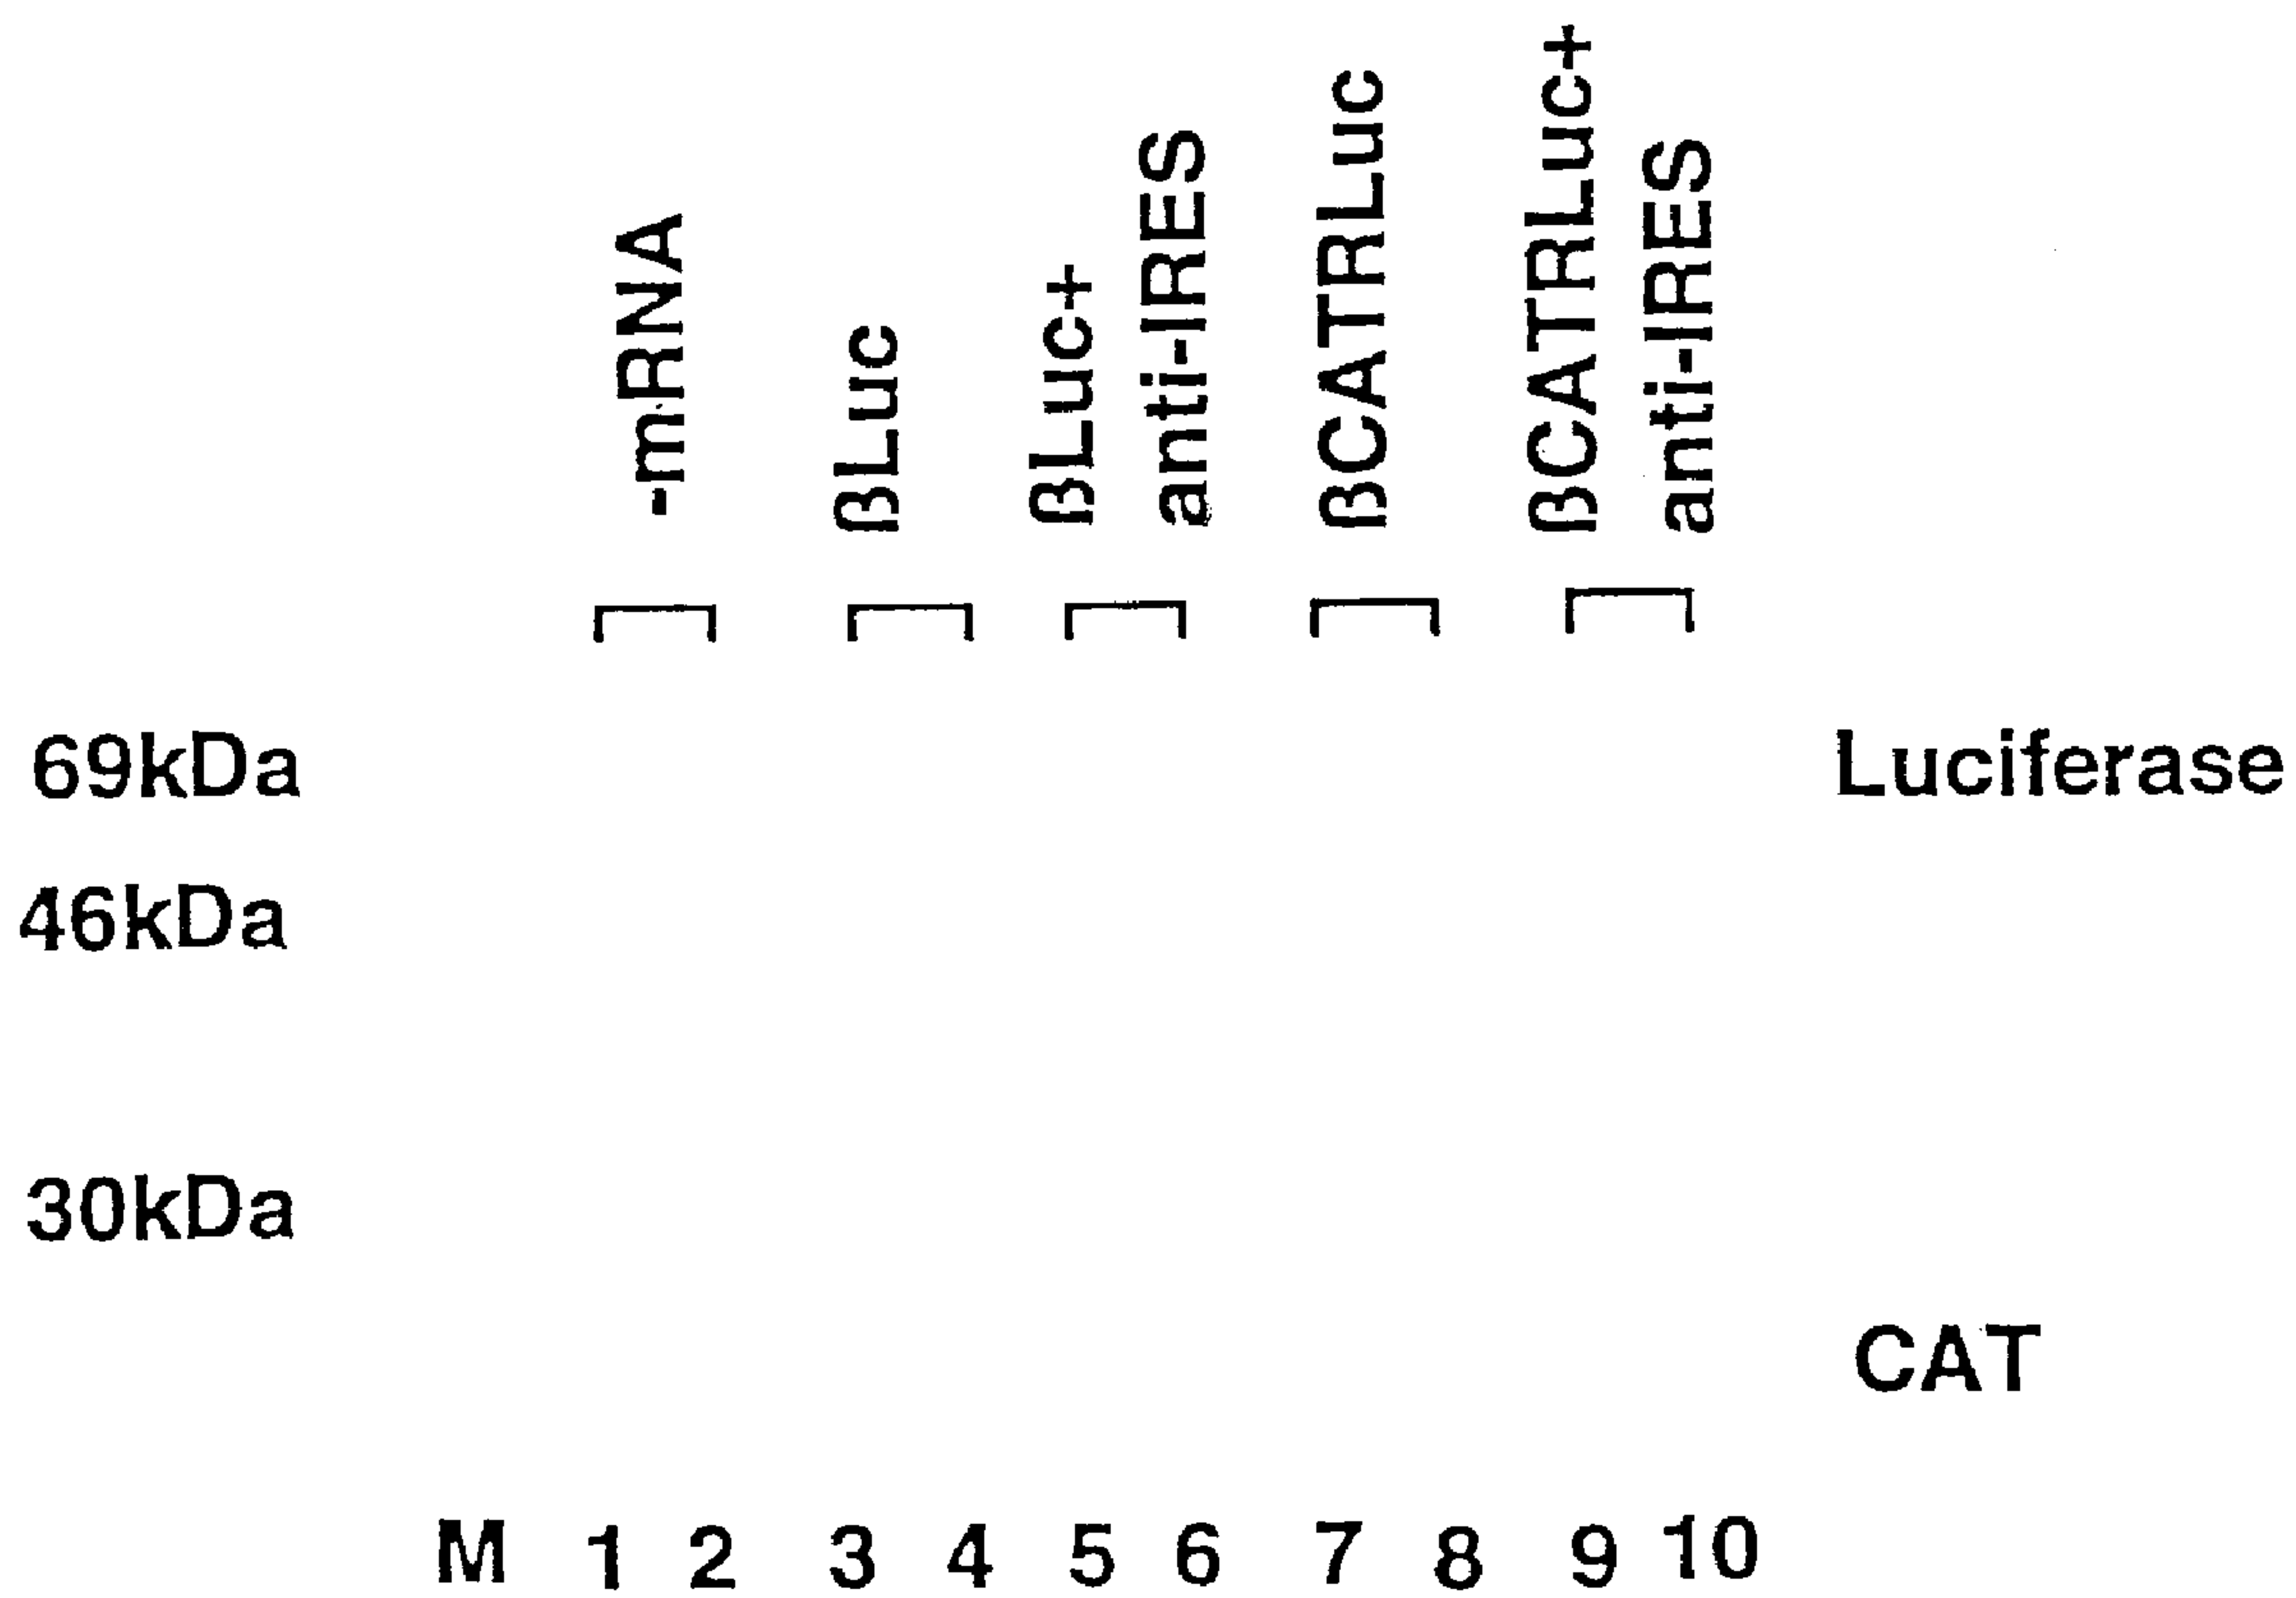 -mRNA
βLuc
βLuc+
anti-IRES
βCATRLuc
βCATRLuc+
anti-IRES
69kDa
Luciferase
46kDa
30kDa
CAT
M 1 2 3 4 5 6 7 8 9 10